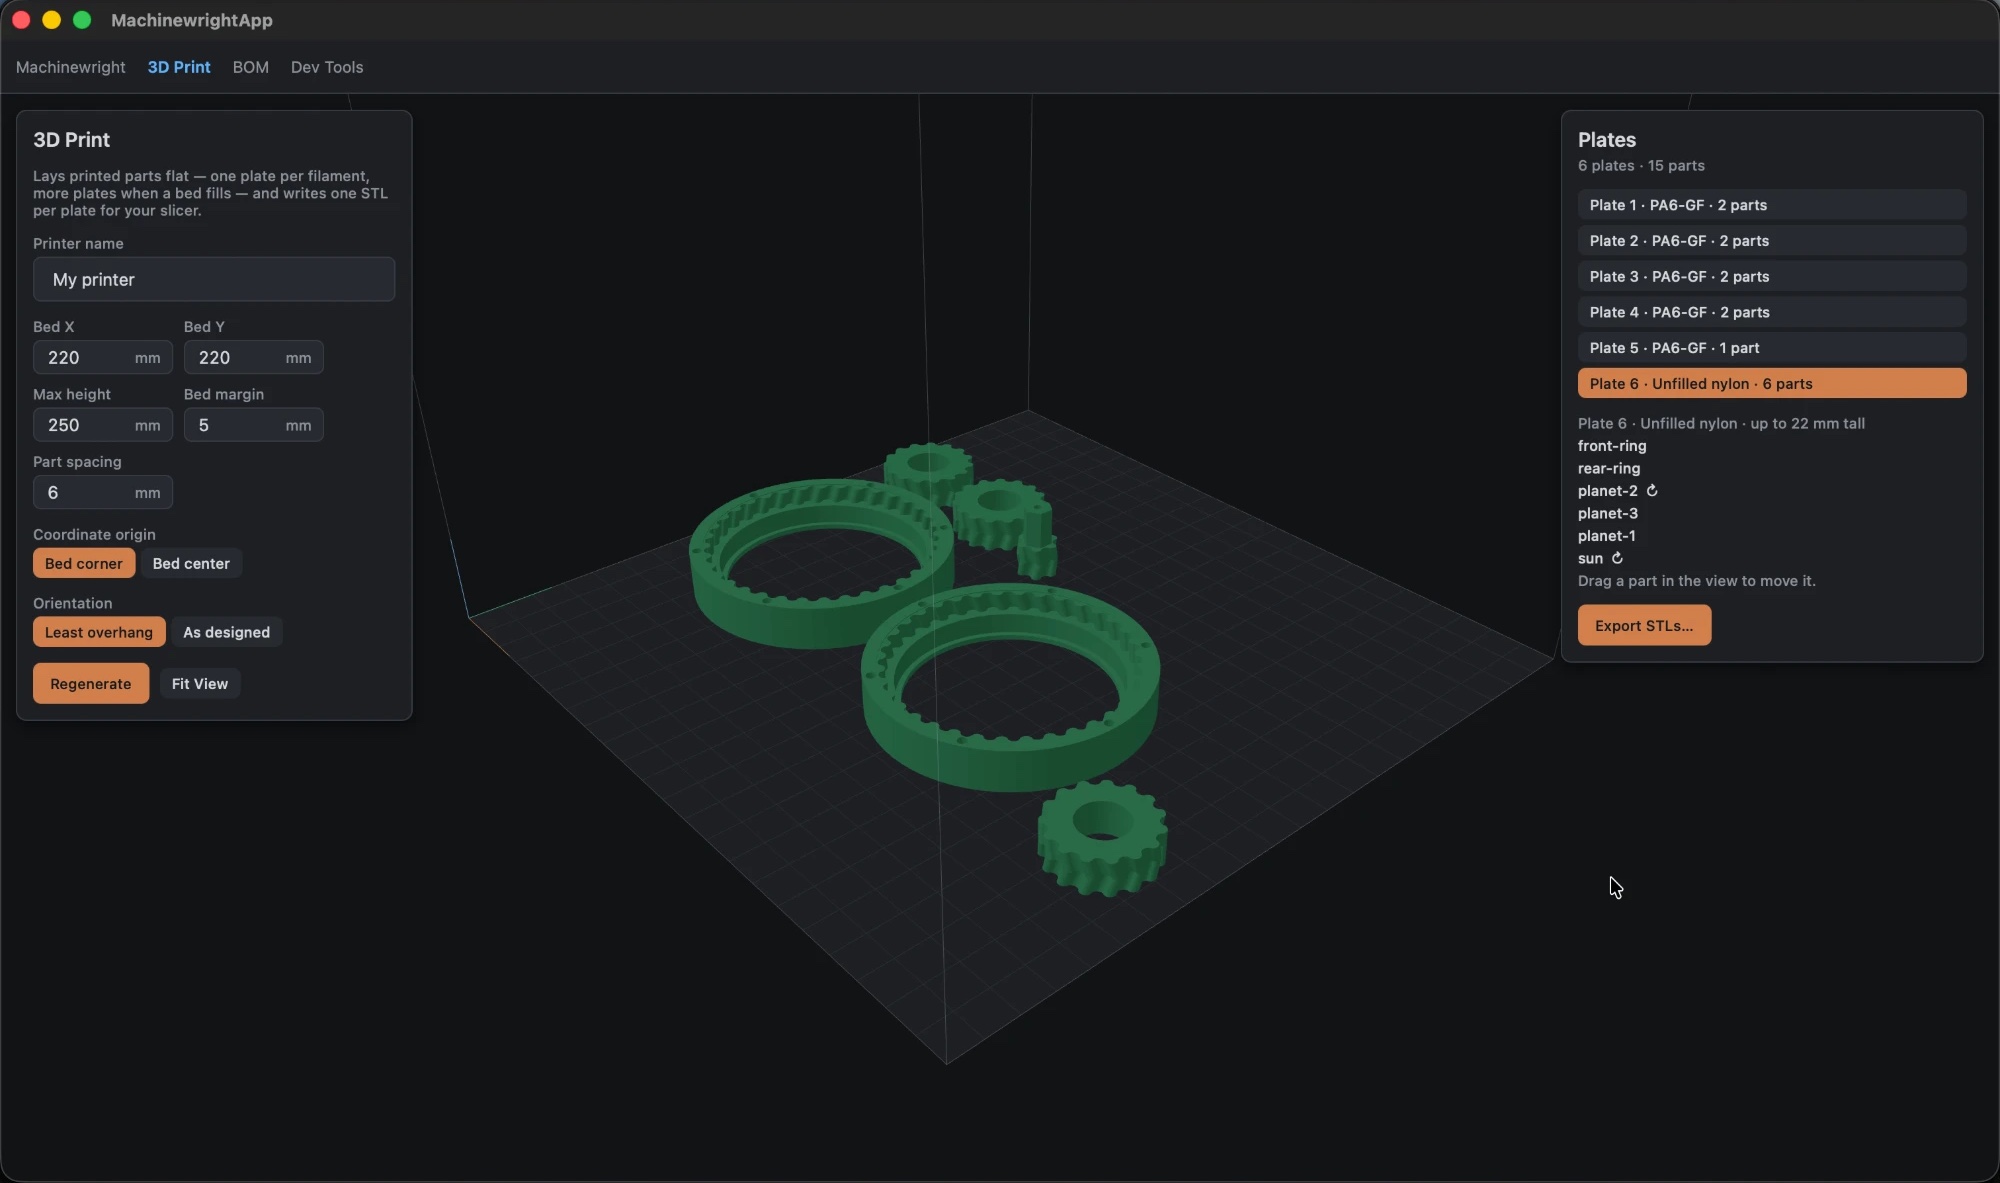 MachinewrightApp
Machinewright 3D Print BOM Dev Tools
3D Print
Lays printed parts flat — one plate per filament,
more plates when a bed fills — and writes one STL
per plate for your slicer.
Printer name
My printer
Bed X Bed Y
220 mm 220 mm
Max height Bed margin
250 mm 5 mm
Part spacing
6 mm
Coordinate origin
Bed corner Bed center
Orientation
Least overhang As designed
Regenerate Fit View
Plates
6 plates · 15 parts
Plate 1 · PA6-GF · 2 parts
Plate 2 · PA6-GF · 2 parts
Plate 3 · PA6-GF · 2 parts
Plate 4 · PA6-GF · 2 parts
Plate 5 · PA6-GF · 1 part
Plate 6 · Unfilled nylon · 6 parts
Plate 6 · Unfilled nylon · up to 22 mm tall
front-ring
rear-ring
planet-2 ↻
planet-3
planet-1
sun ↻
Drag a part in the view to move it.
Export STLs...